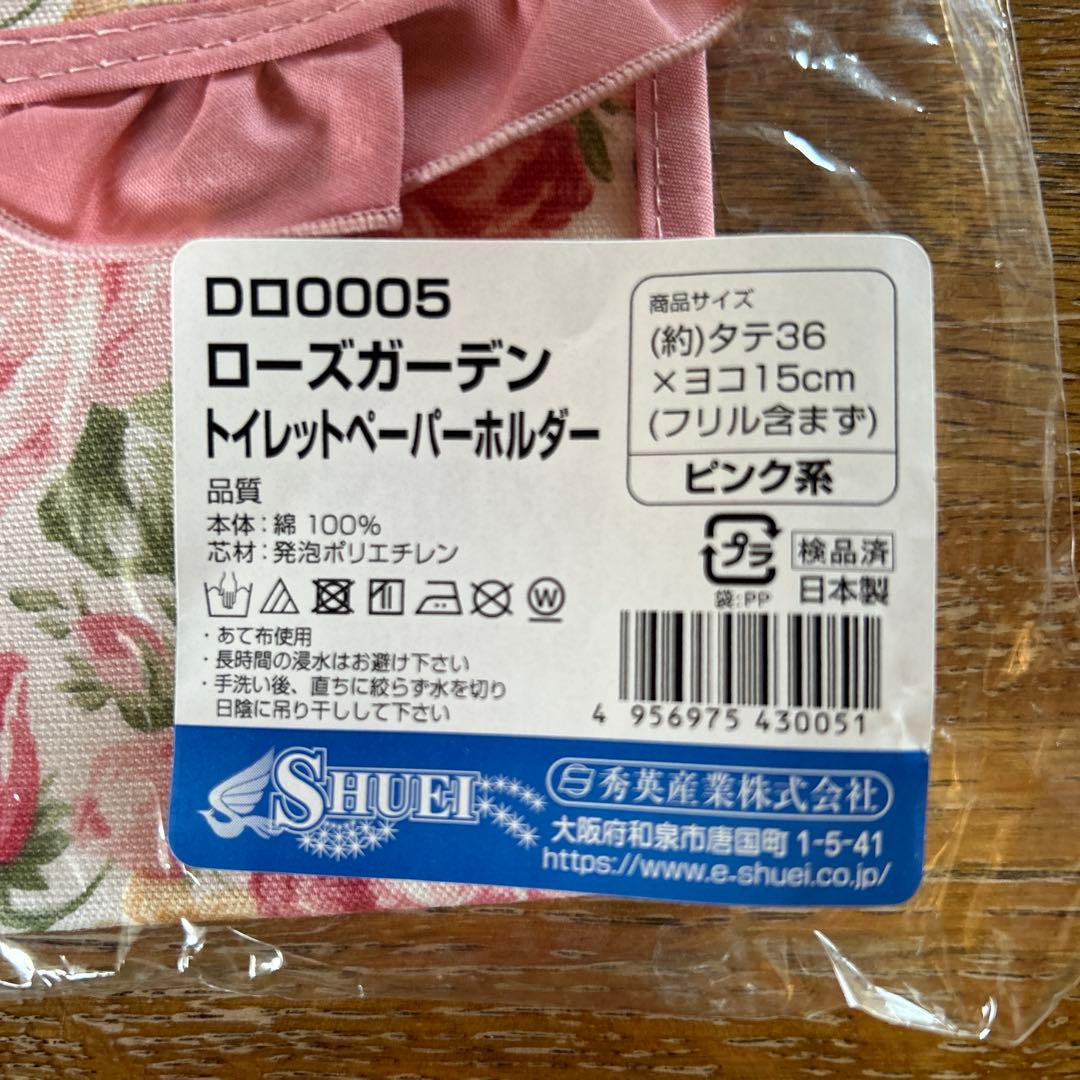 Dロ0005
ローズガーデン
トイレットペーパーホルダー
品質
本体：綿 100%
芯材：発泡ポリエチレン
W
・あて布使用
・長時間の浸水はお避け下さい
・手洗い後、直ちに絞らず水を切り
日陰に吊り干しして下さい
商品サイズ
(約)タテ36
×ヨコ15cm
(フリル含まず)
ピンク系
プラ
袋：PP
検品済
日本製
4 956975 430051
SHUEI
秀英産業株式会社
大阪府和泉市唐国町 1-5-41
https://www.e-shuei.co.jp/